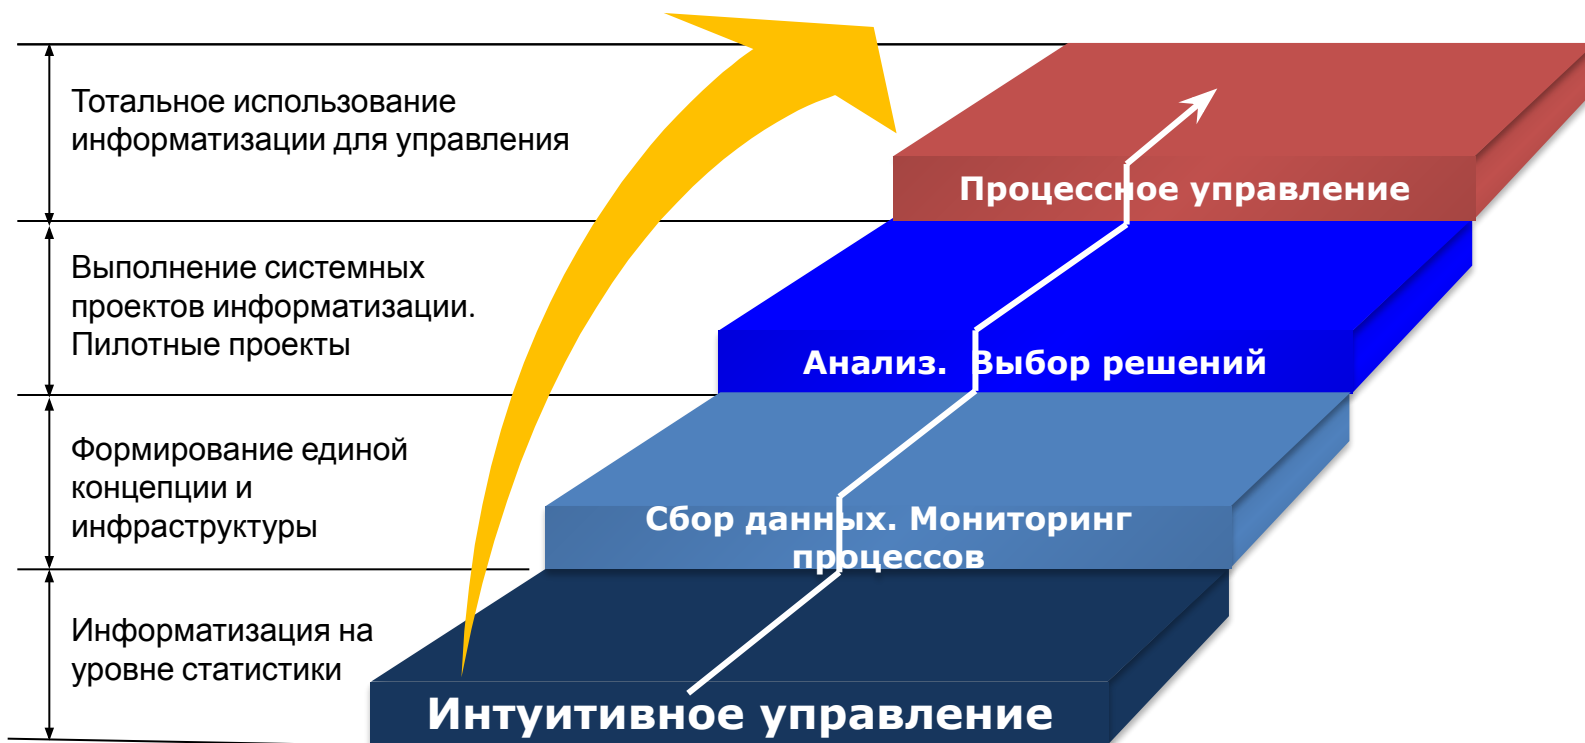 Тотальное использование
информатизации для управления
Процессное управление
Выполнение системных
проектов информатизации.
Пилотные проекты
Анализ. Выбор решений
Формирование единой
концепции и
инфраструктуры
Сбор данных. Мониторинг
процессов
Информатизация на
уровне статистики
Интуитивное управление